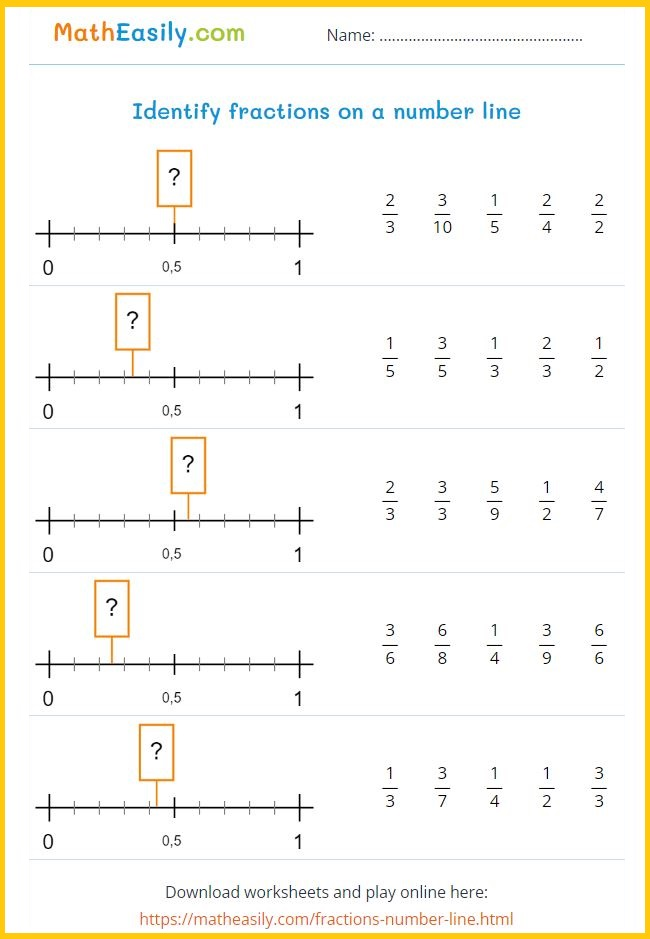 MathEasily.com
Name: .................................................
Identify fractions on a number line
?
0 0,5 1
2/3 3/10 1/5 2/4 2/2
?
0 0,5 1
1/5 3/5 1/3 2/3 1/2
?
0 0,5 1
2/3 3/3 5/9 1/2 4/7
?
0 0,5 1
3/6 6/8 1/4 3/9 6/6
?
0 0,5 1
1/3 3/7 1/4 1/2 3/3
Download worksheets and play online here:
https://matheasily.com/fractions-number-line.html